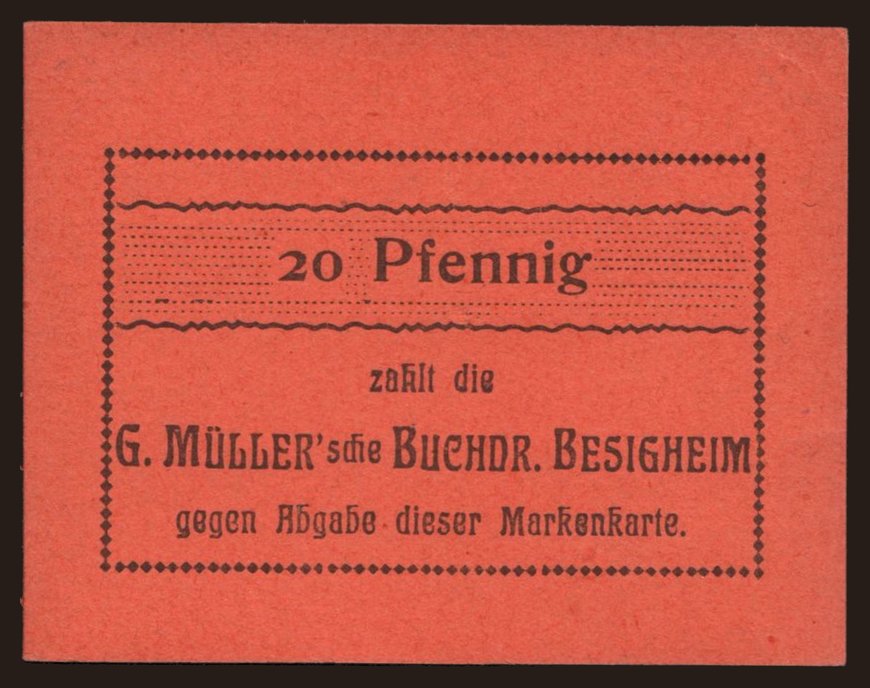 20 Pfennig
zahlt die
G. MÜLLER'sche BUCHDR. BESIGHEIM
gegen Abgabe dieser Markenkarte.